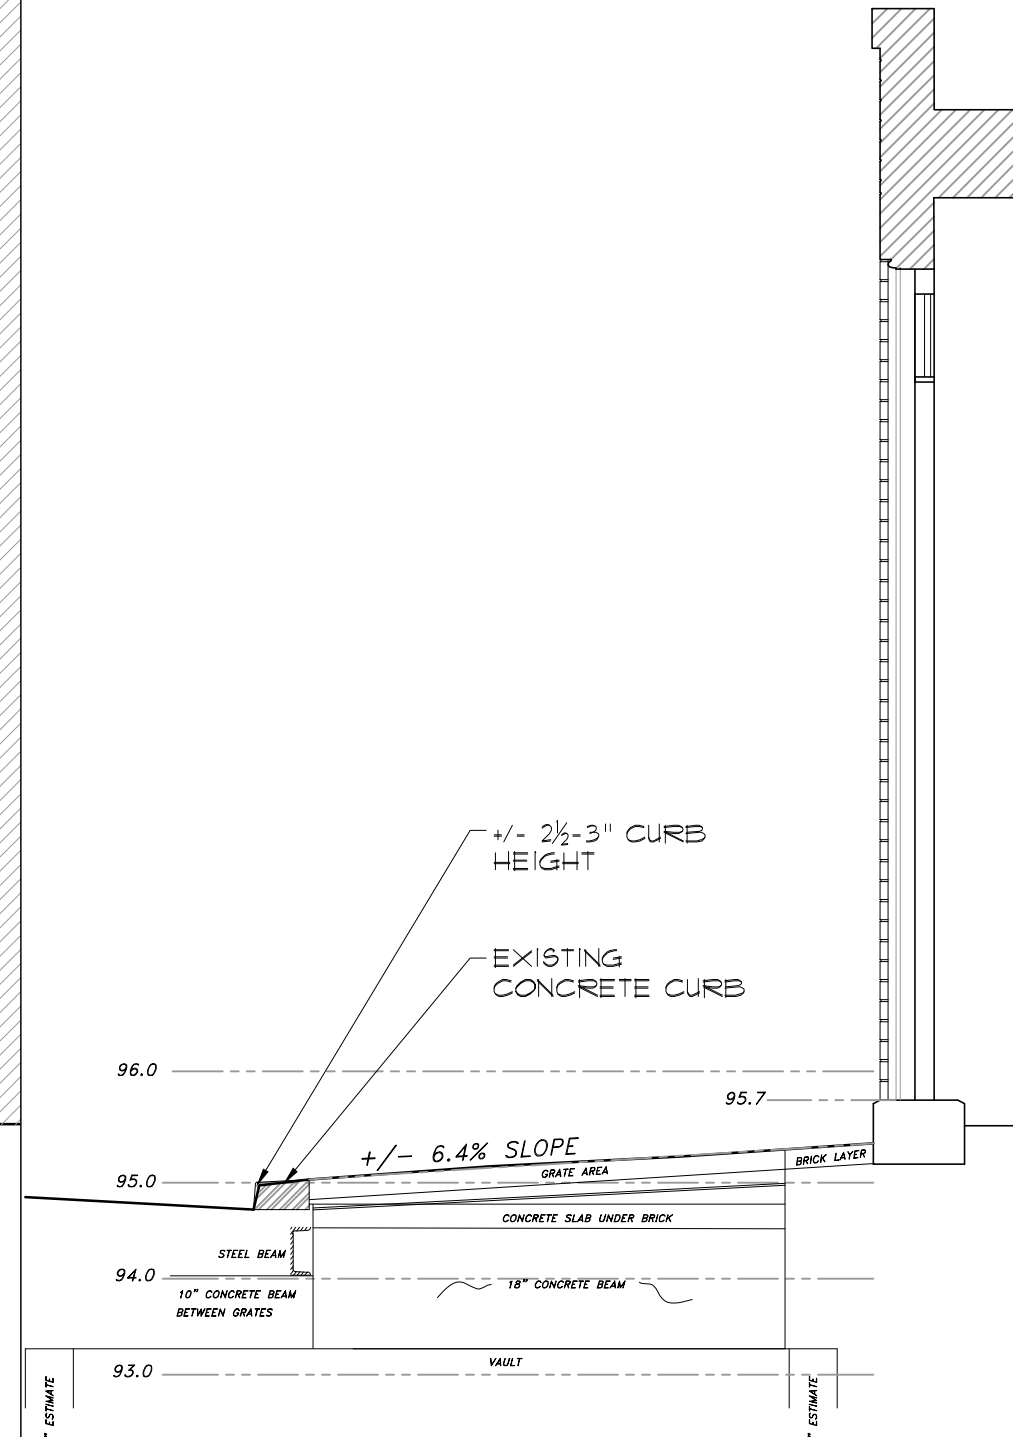 +/- 2½-3" CURB
HEIGHT
EXISTING
CONCRETE CURB
96.0
95.7
+/- 6.4% SLOPE
GRATE AREA
BRICK LAYER
95.0
CONCRETE SLAB UNDER BRICK
STEEL BEAM
94.0
18" CONCRETE BEAM
10" CONCRETE BEAM
BETWEEN GRATES
VAULT
93.0
" ESTIMATE
" ESTIMATE